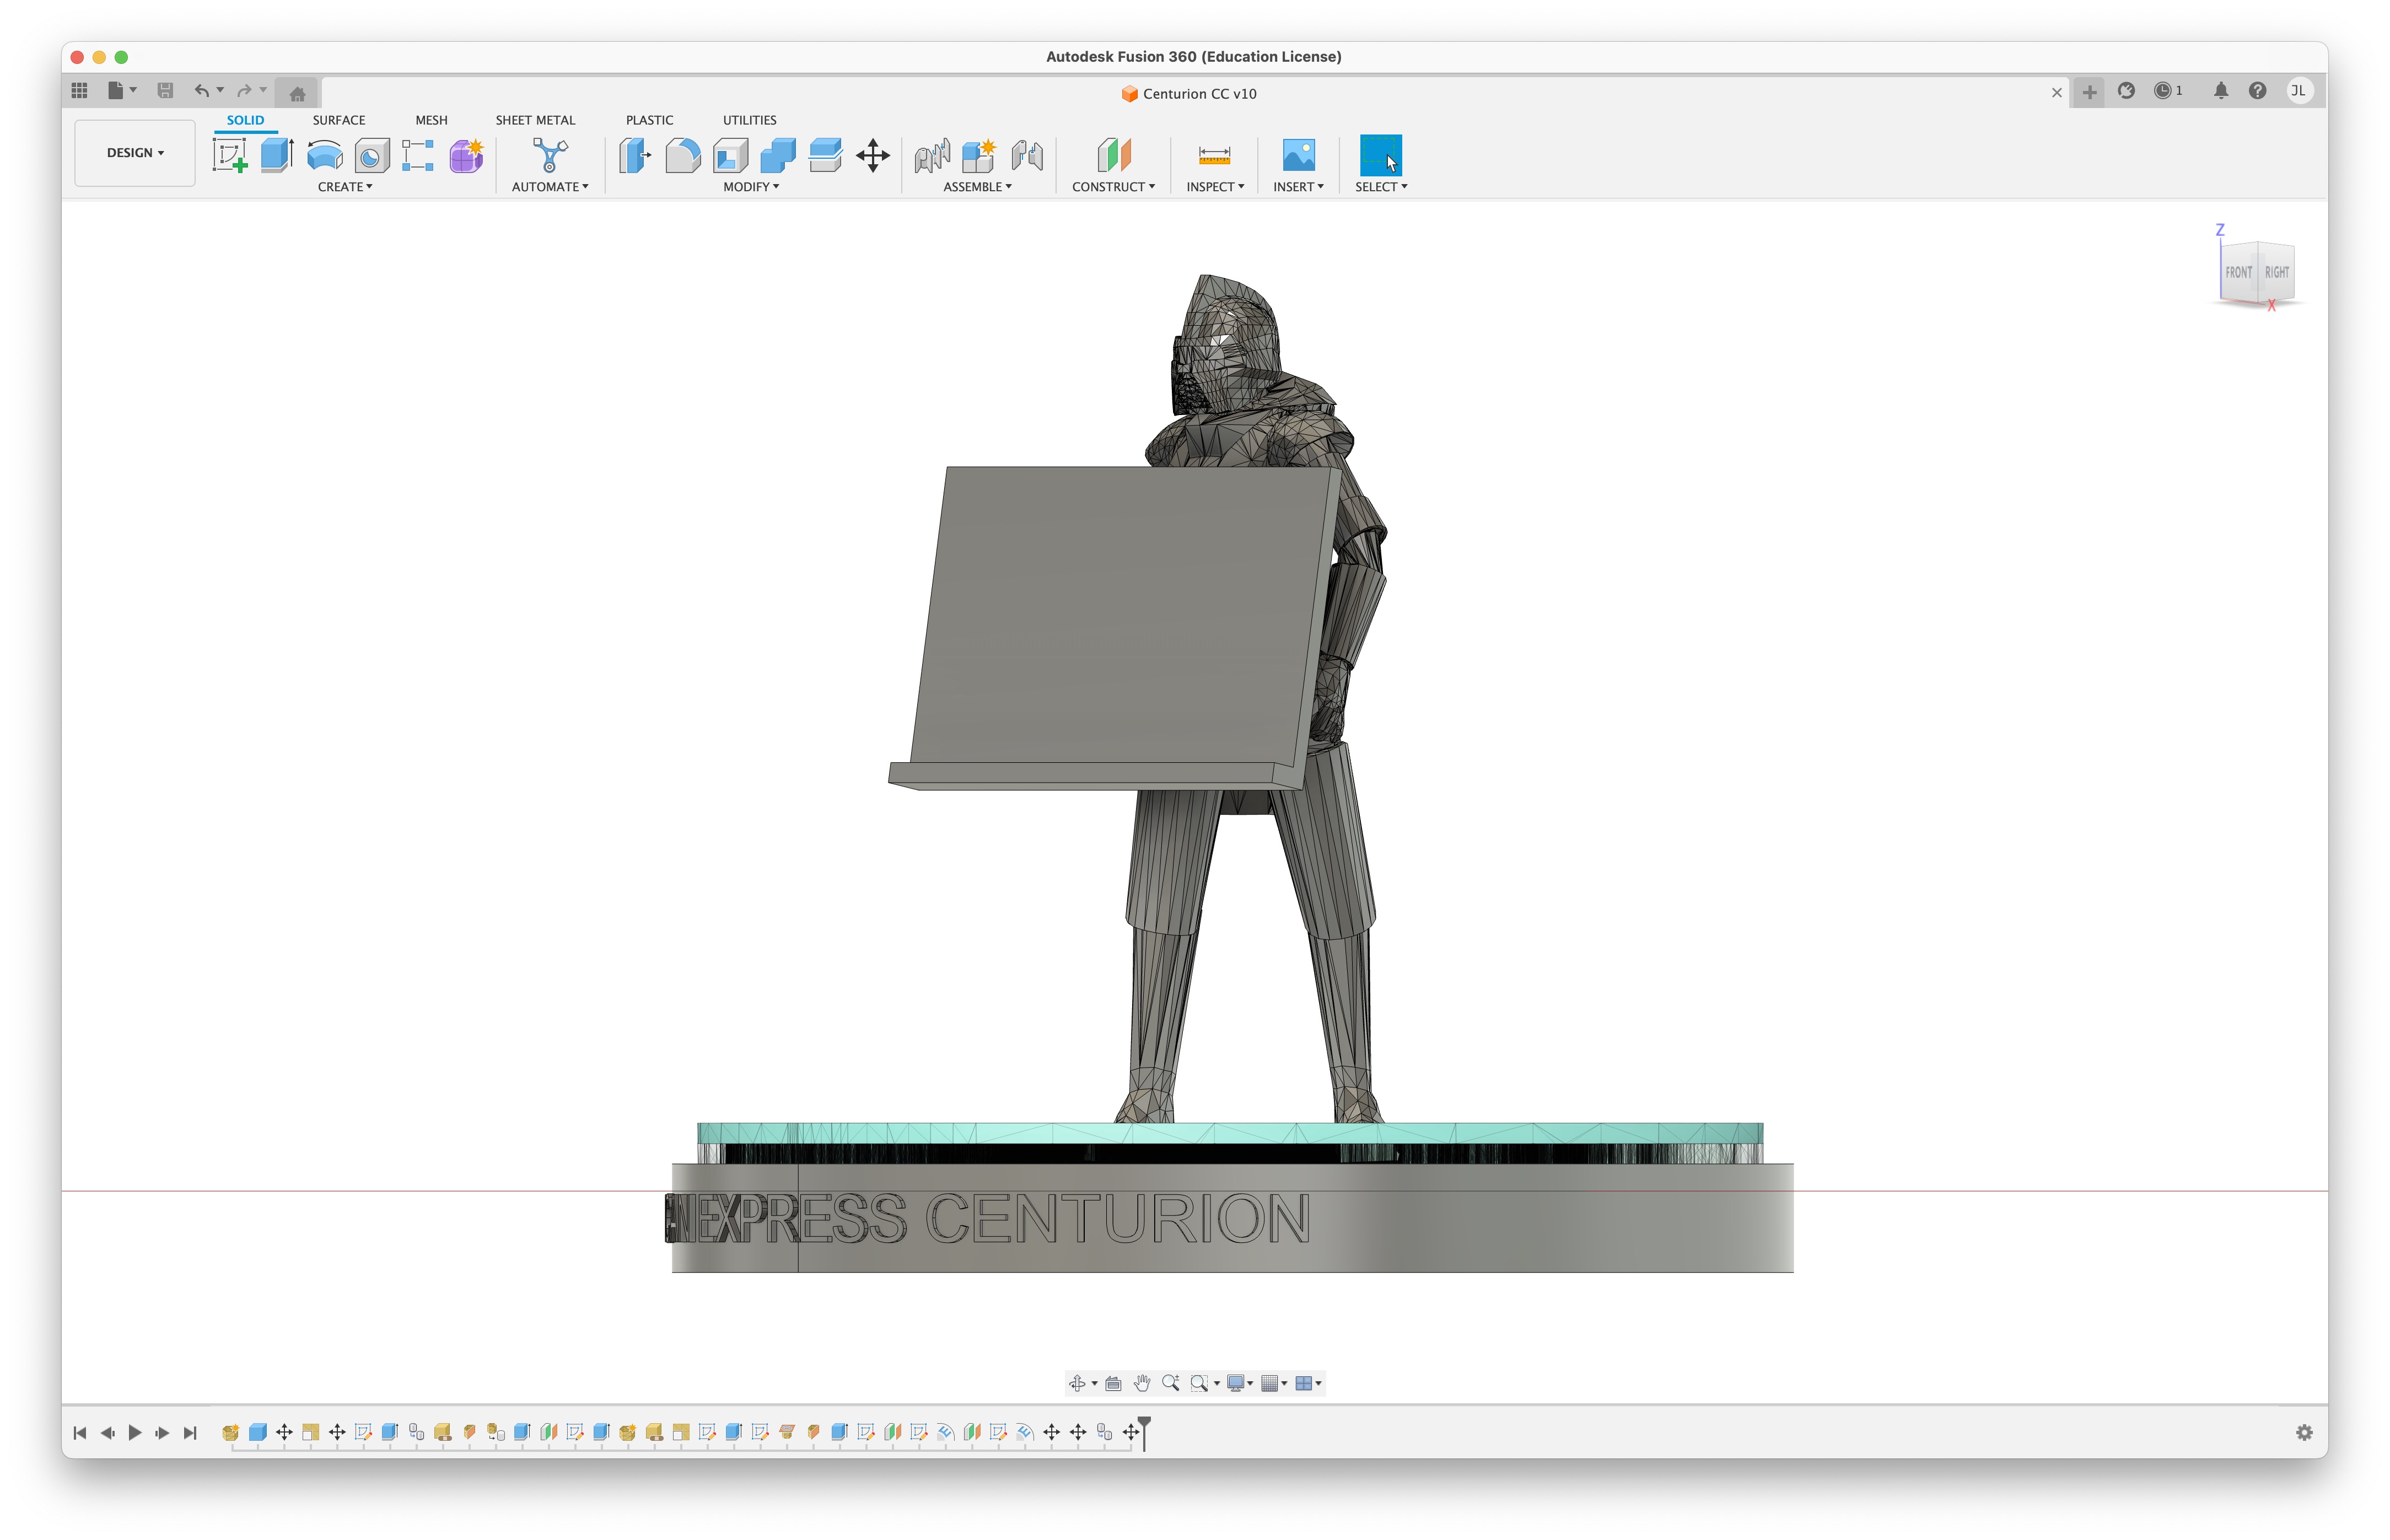 Autodesk Fusion 360 (Education License)
Centurion CC v10
1
JL
SOLID SURFACE MESH SHEET METAL PLASTIC UTILITIES
DESIGN
CREATE AUTOMATE MODIFY ASSEMBLE CONSTRUCT INSPECT INSERT SELECT
Z
FRONT RIGHT
X
EXPRESS CENTURION